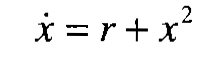 ẋ = r + x²